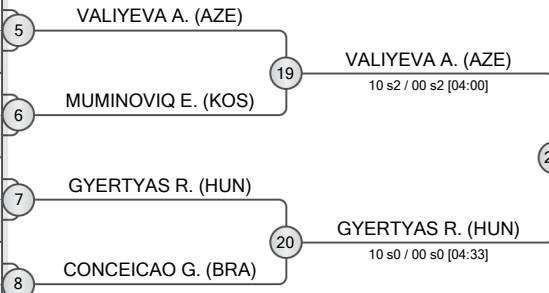 VALIYEVA A. (AZE)
5
19
VALIYEVA A. (AZE)
10 s2 / 00 s2 [04:00]
MUMINOVIQ E. (KOS)
6
GYERTYAS R. (HUN)
7
20
GYERTYAS R. (HUN)
10 s0 / 00 s0 [04:33]
CONCEICAO G. (BRA)
8